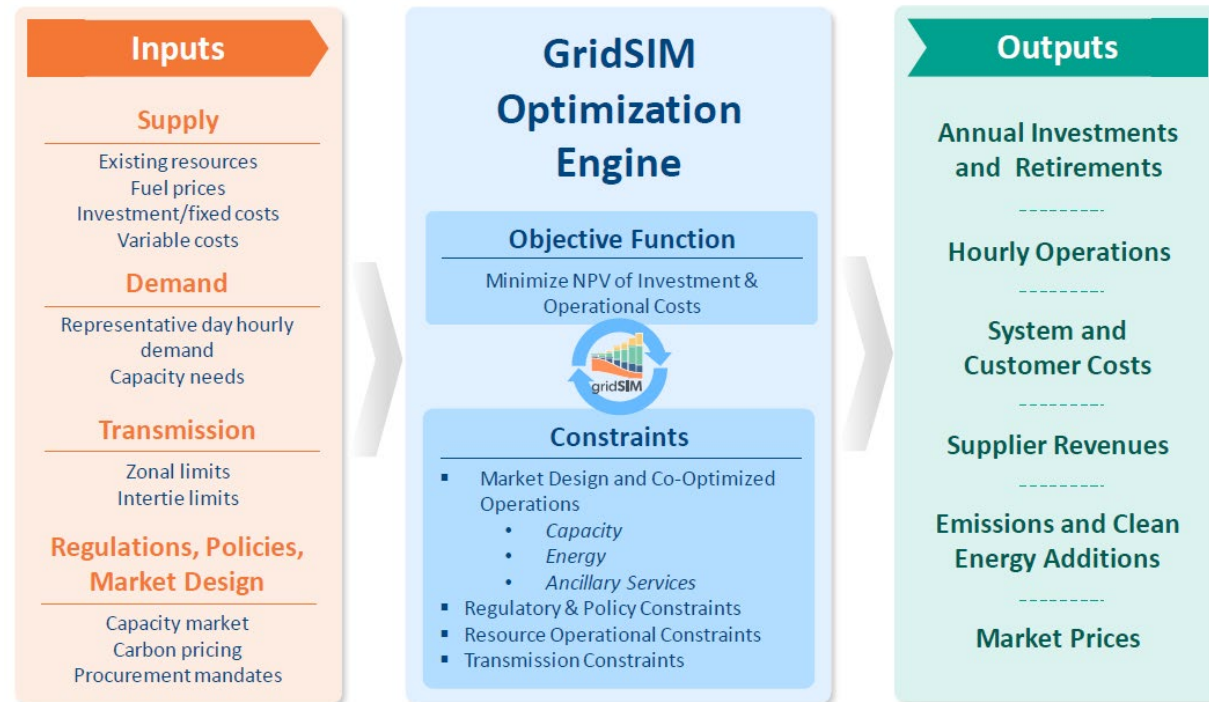 Inputs
Supply
Existing resources
Fuel prices
Investment/fixed costs
Variable costs
Demand
Representative day hourly
demand
Capacity needs
Transmission
Zonal limits
Intertie limits
Regulations, Policies,
Market Design
Capacity market
Carbon pricing
Procurement mandates
GridSIM
Optimization
Engine
Objective Function
Minimize NPV of Investment &
Operational Costs
gridSIM
Constraints
▪ Market Design and Co-Optimized
Operations
• Capacity
• Energy
• Ancillary Services
▪ Regulatory & Policy Constraints
▪ Resource Operational Constraints
▪ Transmission Constraints
Outputs
Annual Investments
and Retirements
Hourly Operations
System and
Customer Costs
Supplier Revenues
Emissions and Clean
Energy Additions
Market Prices